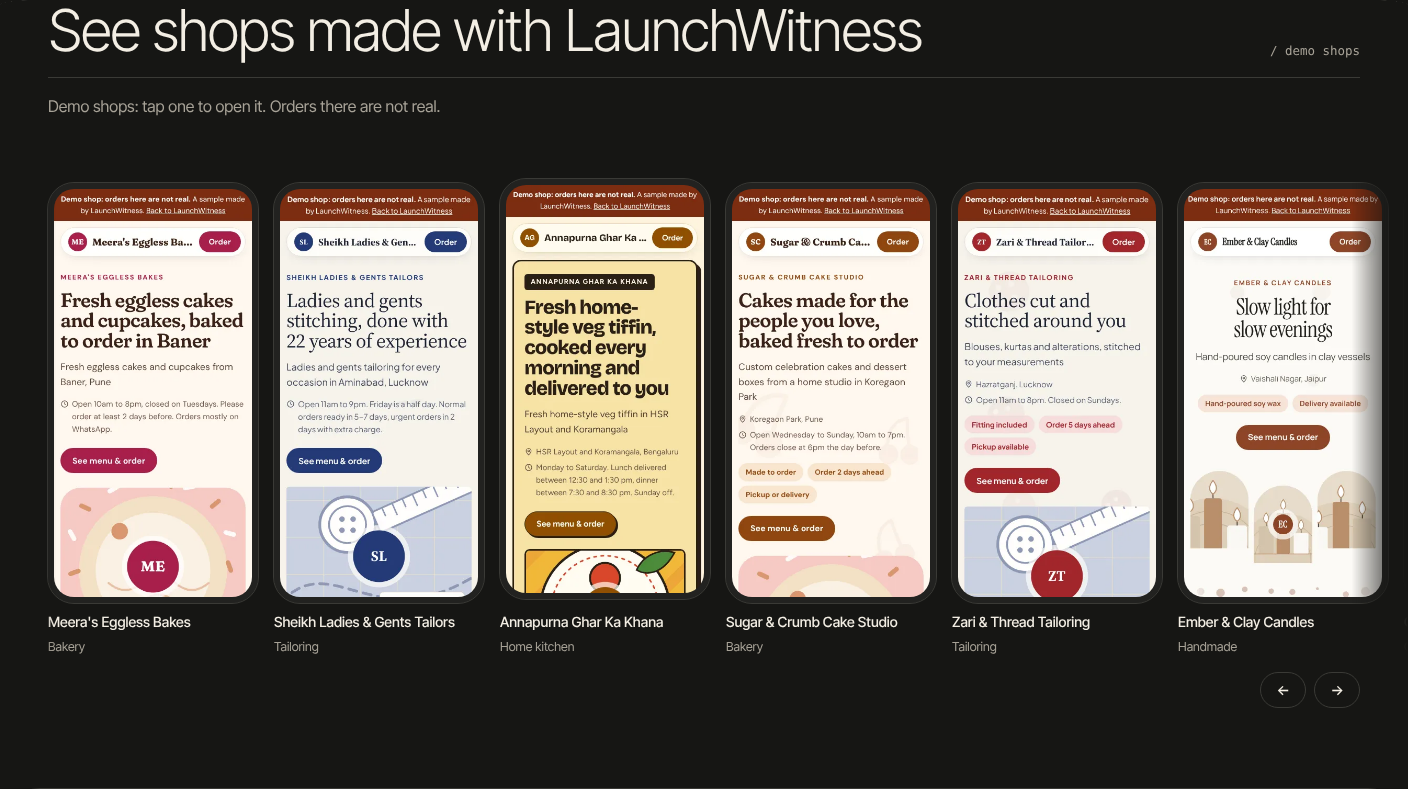 See shops made with LaunchWitness
/ demo shops
Demo shops: tap one to open it. Orders there are not real.
Demo shop: orders here are not real. A sample made
by LaunchWitness. Back to LaunchWitness
ME Meera's Eggless Ba... Order
MEERA'S EGGLESS BAKES
Fresh eggless cakes
and cupcakes, baked
to order in Baner
Fresh eggless cakes and cupcakes from
Baner, Pune
Open 10am to 8pm, closed on Tuesdays. Please
order at least 2 days before. Orders mostly on
WhatsApp.
See menu & order
ME
Meera's Eggless Bakes
Bakery
Demo shop: orders here are not real. A sample made
by LaunchWitness. Back to LaunchWitness
SL Sheikh Ladies & Gen... Order
SHEIKH LADIES & GENTS TAILORS
Ladies and gents
stitching, done with
22 years of experience
Ladies and gents tailoring for every
occasion in Aminabad, Lucknow
Open 11am to 9pm. Friday is a half day. Normal
orders ready in 5–7 days, urgent orders in 2
days with extra charge.
See menu & order
SL
Sheikh Ladies & Gents Tailors
Tailoring
Demo shop: orders here are not real. A sample made
by LaunchWitness. Back to LaunchWitness
AG Annapurna Ghar Ka ... Order
ANNAPURNA GHAR KA KHANA
Fresh home-
style veg tiffin,
cooked every
morning and
delivered to you
Fresh home-style veg tiffin in HSR
Layout and Koramangala
HSR Layout and Koramangala, Bengaluru
Monday to Saturday. Lunch delivered
between 12:30 and 1:30 pm, dinner
between 7:30 and 8:30 pm, Sunday off.
See menu & order
Annapurna Ghar Ka Khana
Home kitchen
Demo shop: orders here are not real. A sample made
by LaunchWitness. Back to LaunchWitness
SC Sugar & Crumb Ca... Order
SUGAR & CRUMB CAKE STUDIO
Cakes made for the
people you love,
baked fresh to order
Custom celebration cakes and dessert
boxes from a home studio in Koregaon
Park
Koregaon Park, Pune
Open Wednesday to Sunday, 10am to 7pm.
Orders close at 6pm the day before.
Made to order Order 2 days ahead
Pickup or delivery
See menu & order
Sugar & Crumb Cake Studio
Bakery
Demo shop: orders here are not real. A sample made
by LaunchWitness. Back to LaunchWitness
ZT Zari & Thread Tailor... Order
ZARI & THREAD TAILORING
Clothes cut and
stitched around you
Blouses, kurtas and alterations, stitched
to your measurements
Hazratganj, Lucknow
Open 11am to 8pm. Closed on Sundays.
Fitting included Order 5 days ahead
Pickup available
See menu & order
ZT
Zari & Thread Tailoring
Tailoring
Demo shop: orders here are not real. A sample made by
LaunchWitness. Back to LaunchWitness
EC Ember & Clay Candles Order
EMBER & CLAY CANDLES
Slow light for
slow evenings
Hand-poured soy candles in clay vessels
Vaishali Nagar, Jaipur
Hand-poured soy wax Delivery available
See menu & order
EC
Ember & Clay Candles
Handmade